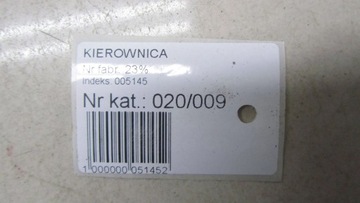 KIEROWNICA
Nr fabr. 23%
Indeks: 005145
Nr kat.: 020/009
1 000000 051452